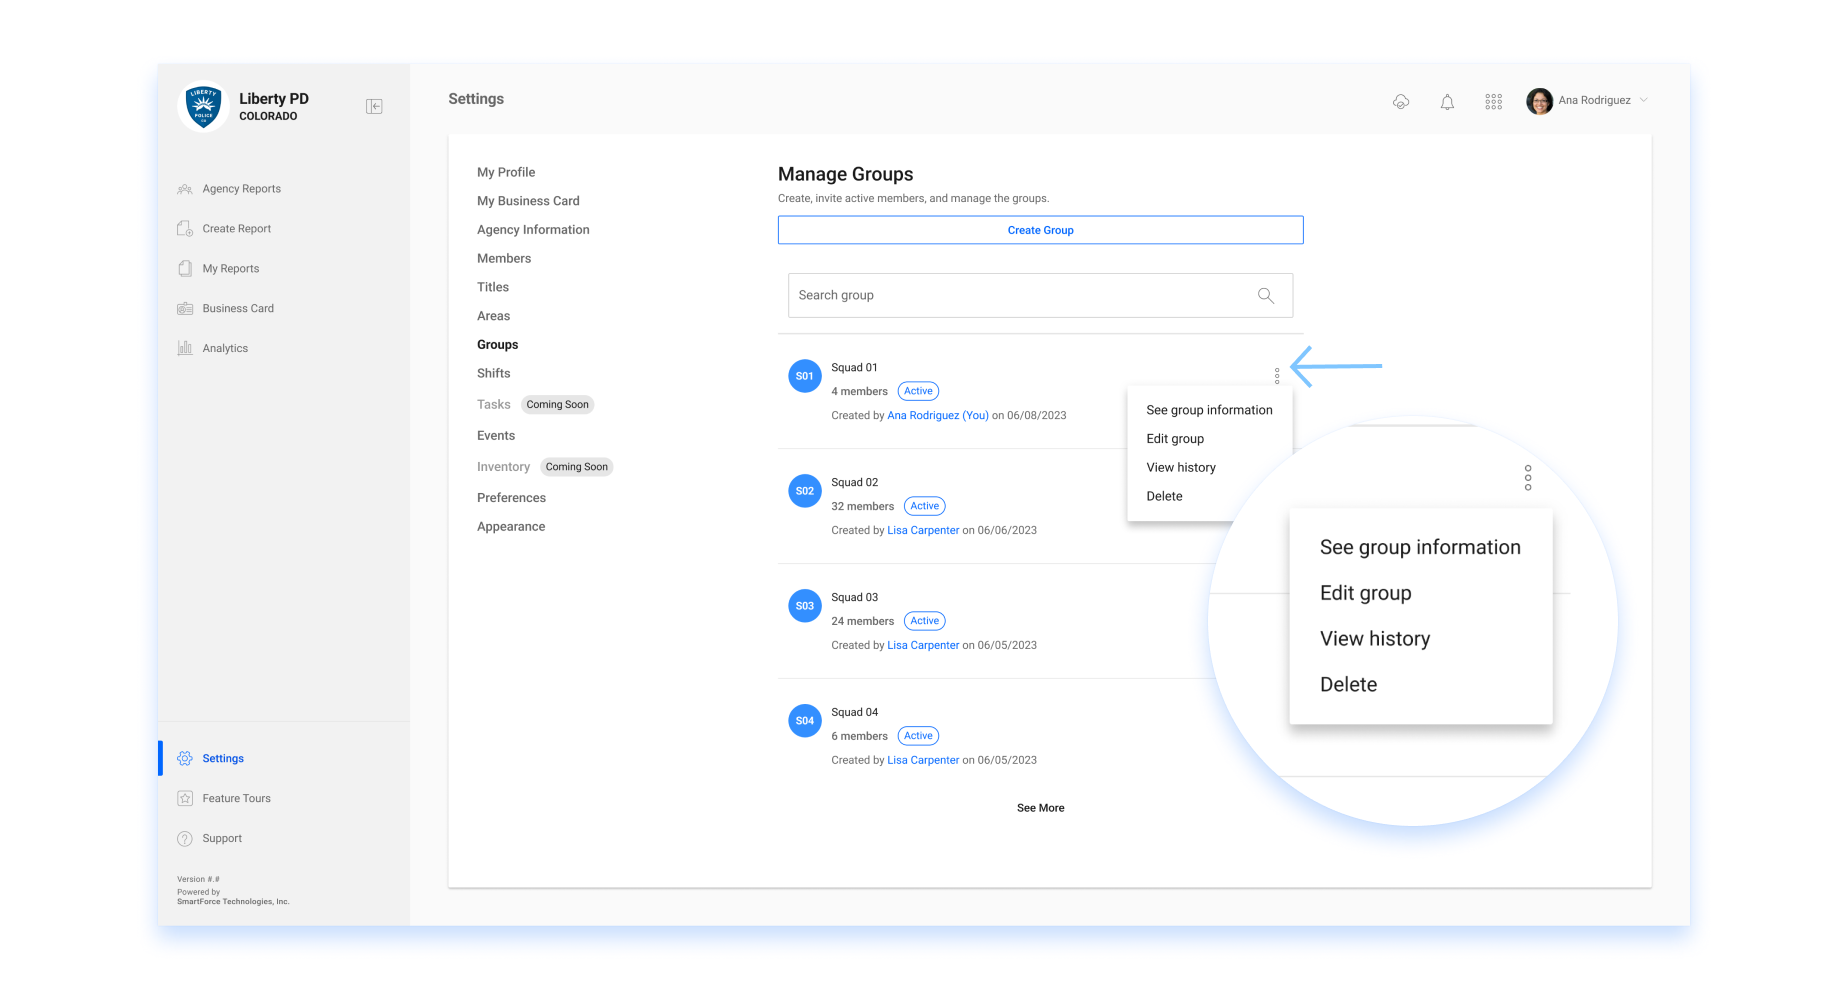 LIBERTY
POLICE
CO
Liberty PD
COLORADO
Agency Reports
Create Report
My Reports
Business Card
Analytics
Settings
Feature Tours
Support
Version #.#
Powered by
SmartForce Technologies, Inc.
Settings
Ana Rodriguez
My Profile
My Business Card
Agency Information
Members
Titles
Areas
Groups
Shifts
Tasks Coming Soon
Events
Inventory Coming Soon
Preferences
Appearance
Manage Groups
Create, invite active members, and manage the groups.
Create Group
Search group
S01
Squad 01
4 members Active
Created by Ana Rodriguez (You) on 06/08/2023
See group information
Edit group
View history
Delete
S02
Squad 02
32 members Active
Created by Lisa Carpenter on 06/06/2023
S03
Squad 03
24 members Active
Created by Lisa Carpenter on 06/05/2023
S04
Squad 04
6 members Active
Created by Lisa Carpenter on 06/05/2023
See More
See group information
Edit group
View history
Delete